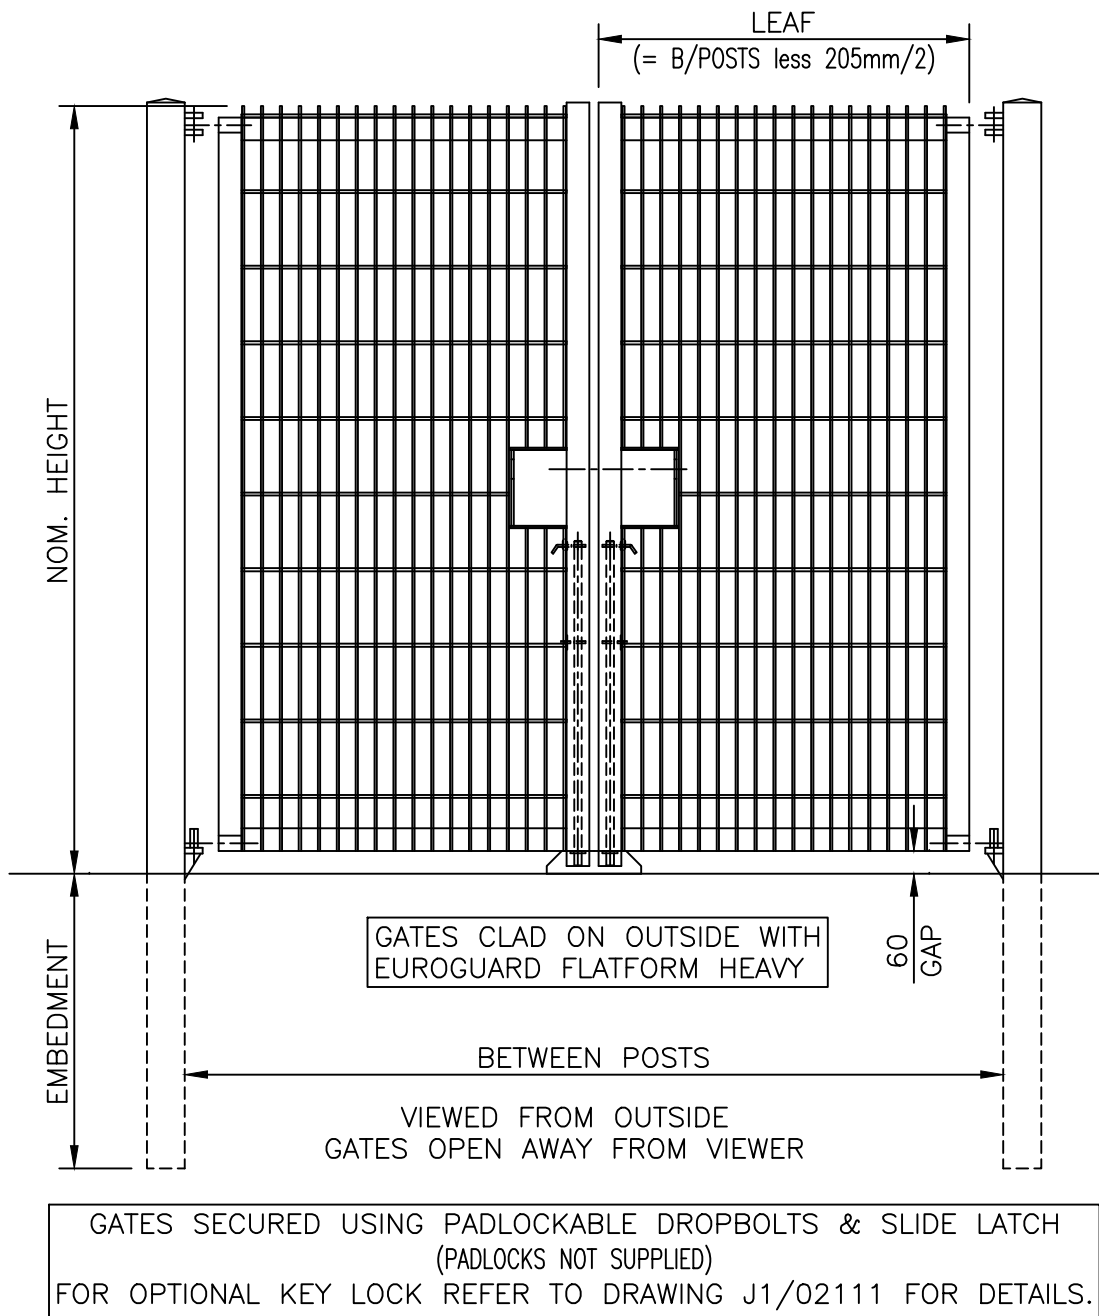 LEAF
(= B/POSTS less 205mm/2)
NOM. HEIGHT
GATES CLAD ON OUTSIDE WITH
EUROGUARD FLATFORM HEAVY
60
GAP
EMBEDMENT
BETWEEN POSTS
VIEWED FROM OUTSIDE
GATES OPEN AWAY FROM VIEWER
GATES SECURED USING PADLOCKABLE DROPBOLTS & SLIDE LATCH
(PADLOCKS NOT SUPPLIED)
FOR OPTIONAL KEY LOCK REFER TO DRAWING J1/02111 FOR DETAILS.